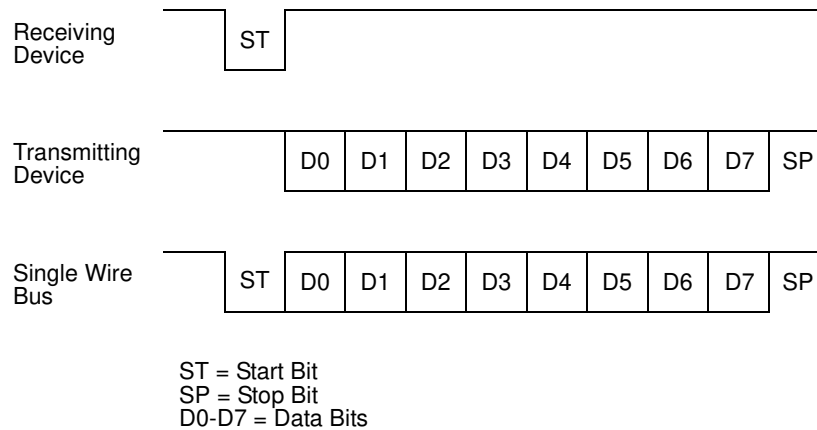 Receiving
Device
ST
Transmitting
Device
D0 D1 D2 D3 D4 D5 D6 D7 SP
Single Wire
Bus
ST D0 D1 D2 D3 D4 D5 D6 D7 SP
ST = Start Bit
SP = Stop Bit
D0-D7 = Data Bits